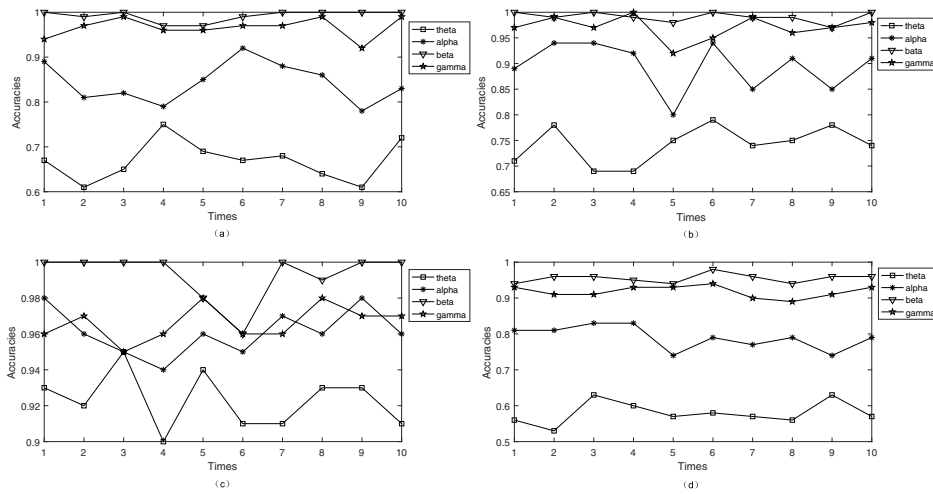 1
0.9
0.8
0.7
0.6
Accuracies
1 2 3 4 5 6 7 8 9 10
Times
theta
alpha
beta
gamma
（a）
1
0.95
0.9
0.85
0.8
0.75
0.7
0.65
Accuracies
1 2 3 4 5 6 7 8 9 10
Times
theta
alpha
bata
gamma
（b）
1
0.98
0.96
0.94
0.92
0.9
Accuracies
1 2 3 4 5 6 7 8 9 10
Times
theta
alpha
beta
gamma
（c）
1
0.9
0.8
0.7
0.6
0.5
Accuracies
1 2 3 4 5 6 7 8 9 10
Times
theta
alpha
beta
gamma
（d）